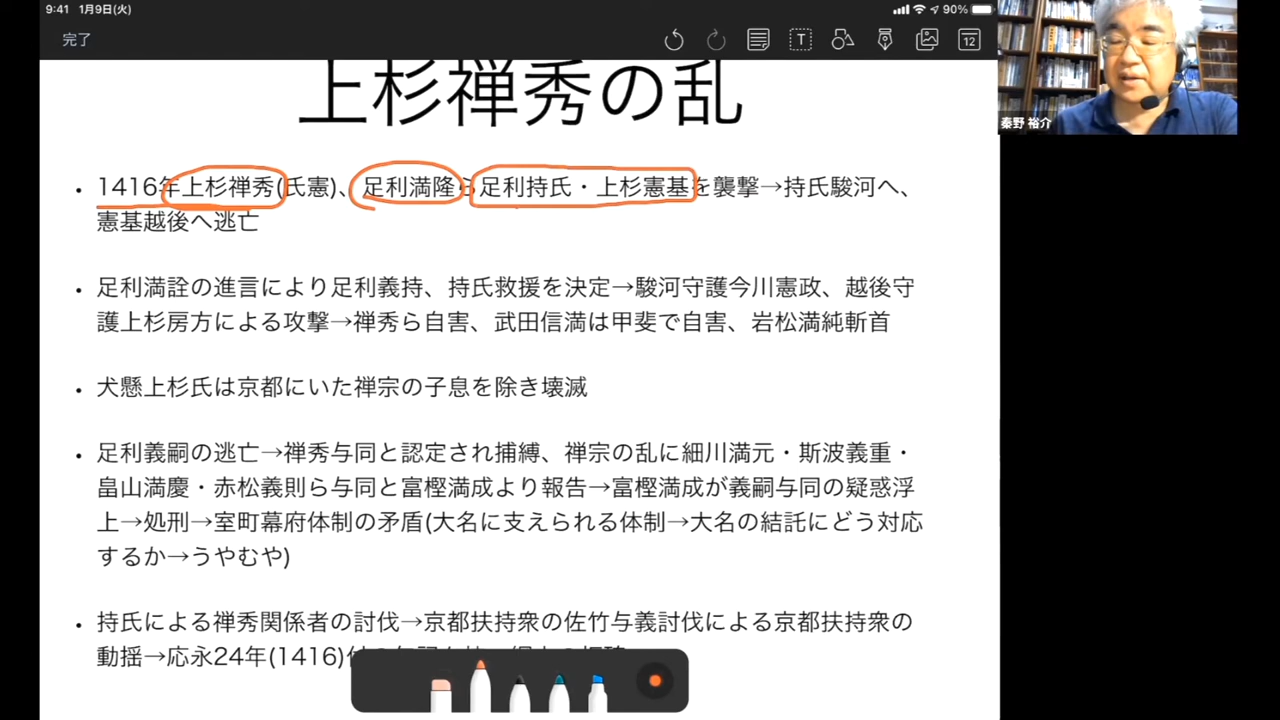 9:41 1月9日(火)
90%
完了
T
12
上杉禅秀の乱
秦野 裕介
• 1416年上杉禅秀(氏憲)、足利満隆ら足利持氏・上杉憲基を襲撃→持氏駿河へ、
憲基越後へ逃亡
• 足利満詮の進言により足利義持、持氏救援を決定→駿河守護今川憲政、越後守
護上杉房方による攻撃→禅秀ら自害、武田信満は甲斐で自害、岩松満純斬首
• 犬懸上杉氏は京都にいた禅宗の子息を除き壊滅
• 足利義嗣の逃亡→禅秀与同と認定され捕縛、禅宗の乱に細川満元・斯波義重・
畠山満慶・赤松義則ら与同と富樫満成より報告→富樫満成が義嗣与同の疑惑浮
上→処刑→室町幕府体制の矛盾(大名に支えられる体制→大名の結託にどう対応
するか→うやむや)
• 持氏による禅秀関係者の討伐→京都扶持衆の佐竹与義討伐による京都扶持衆の
動揺→応永24年(1416)